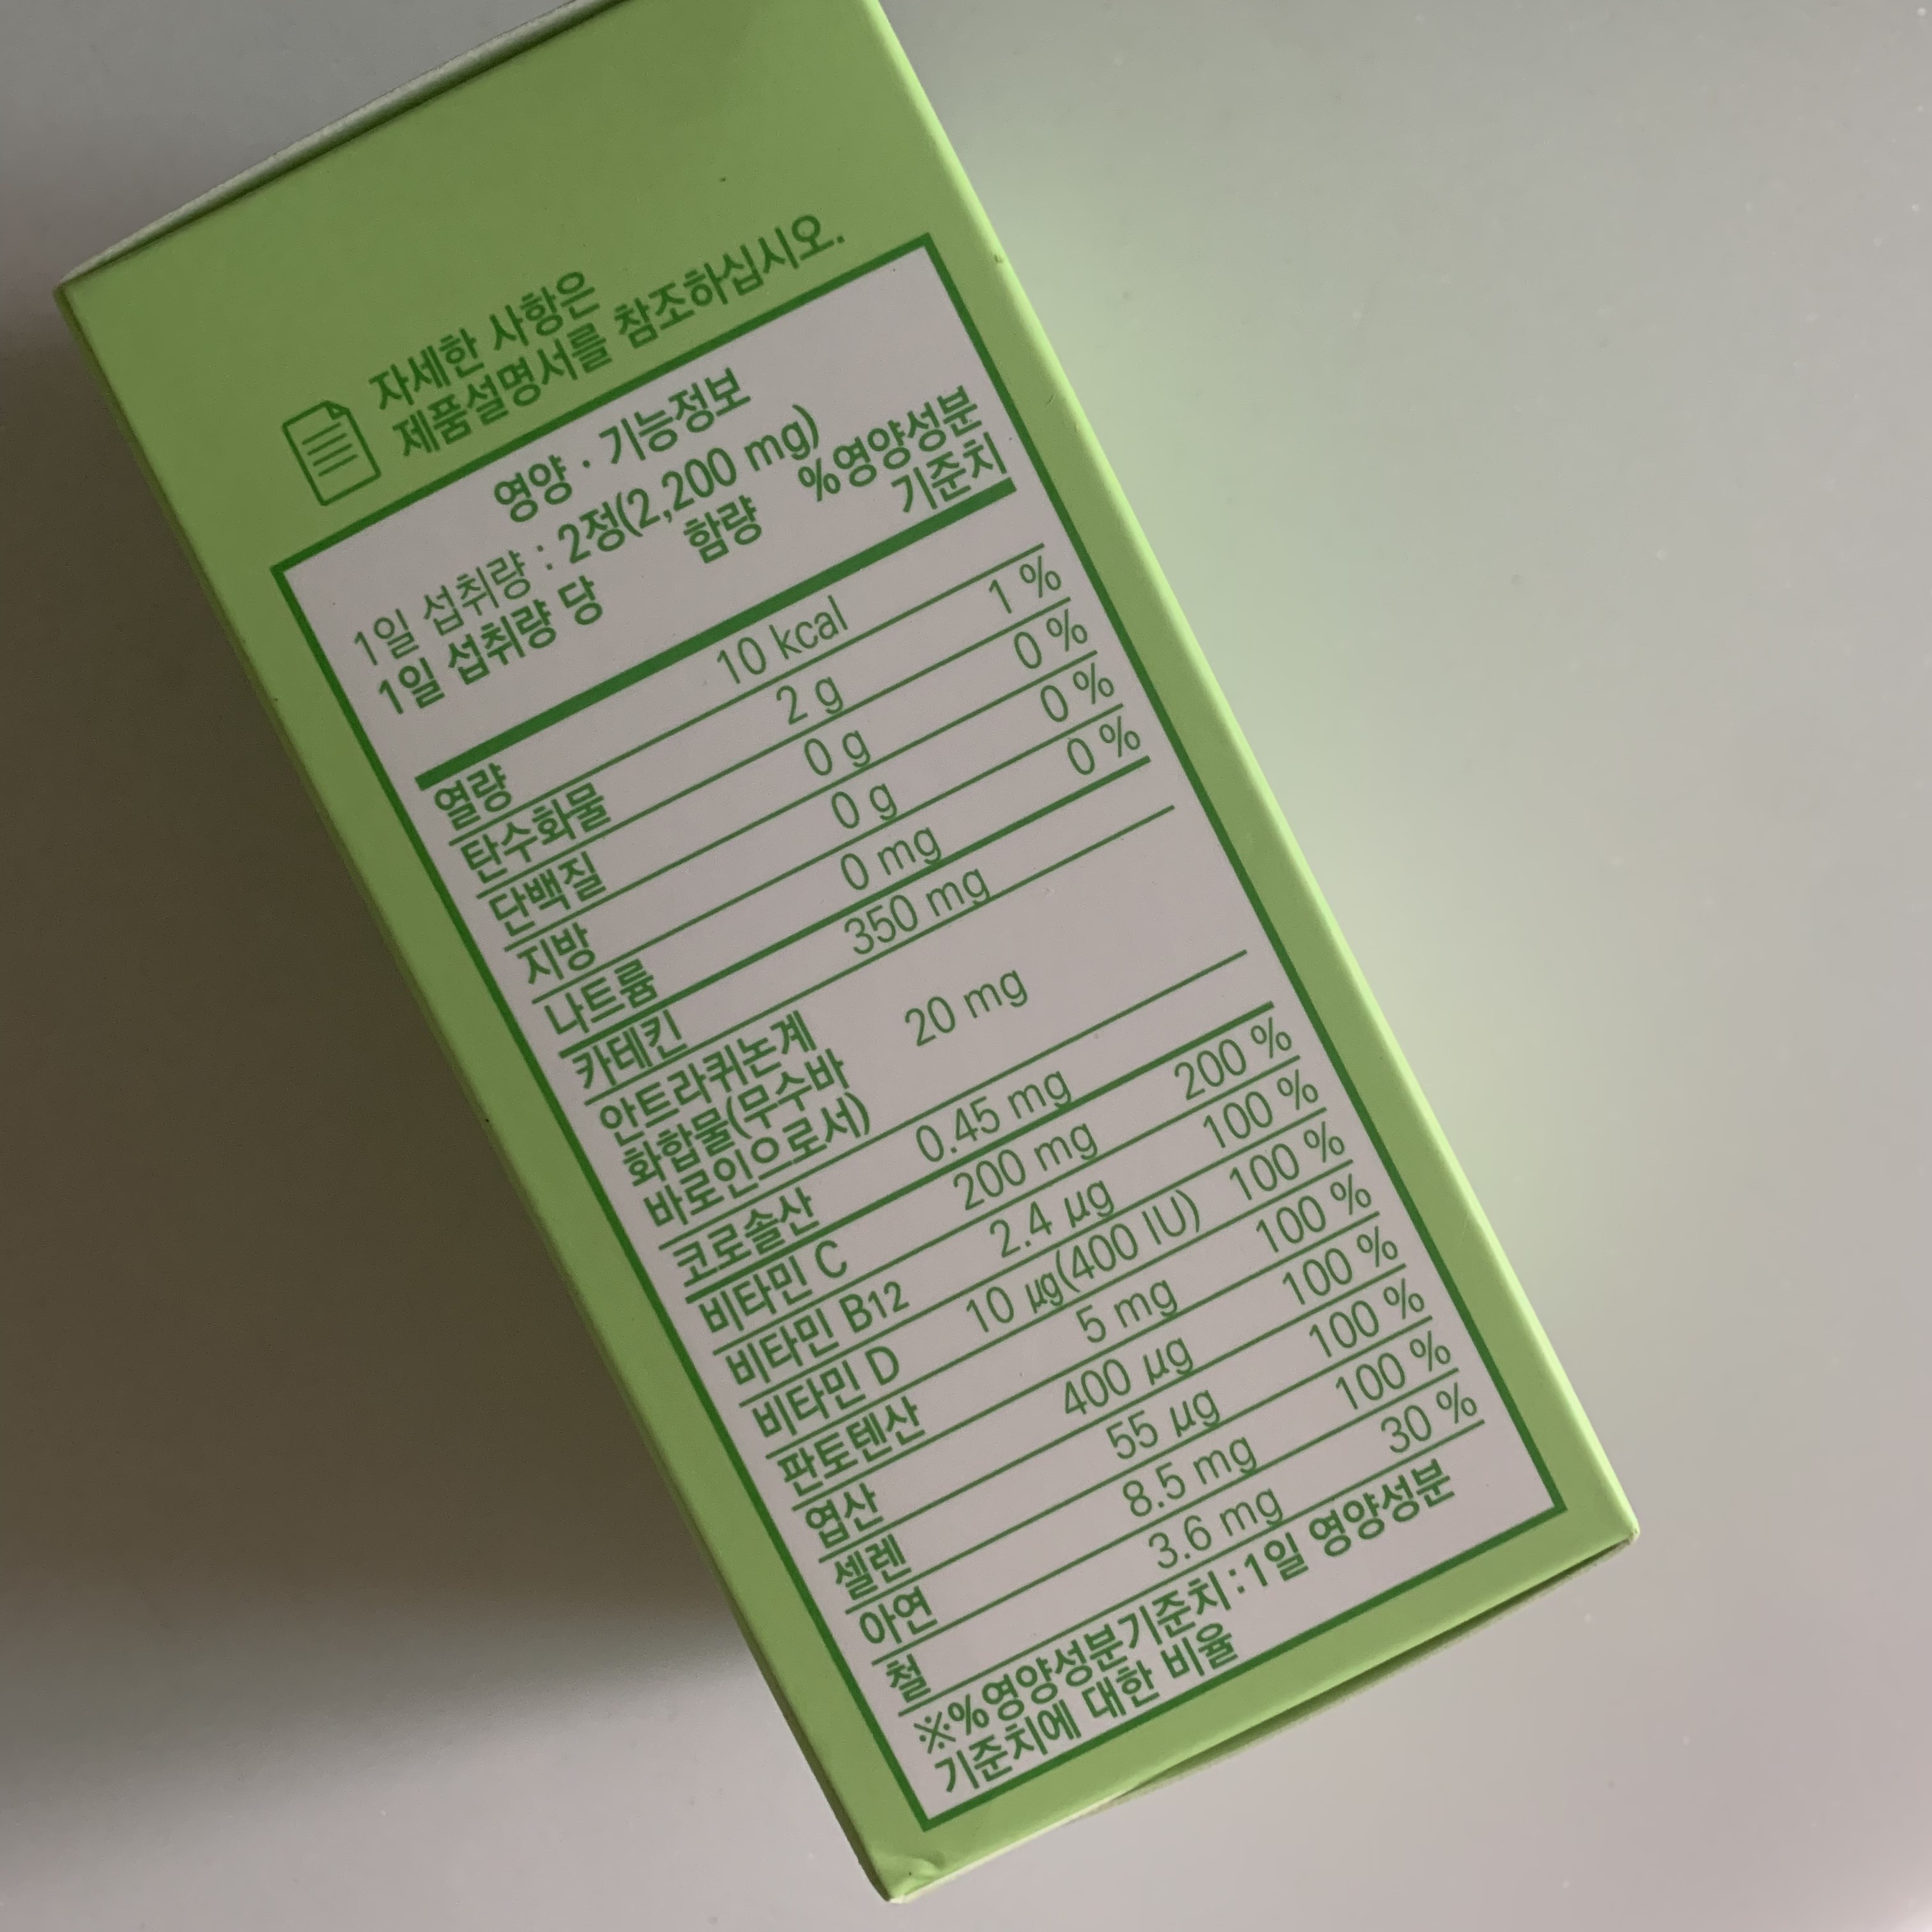 자세한 사항은
제품설명서를 참조하십시오.
영양 · 기능정보
1일 섭취량 : 2정(2,200 mg)
1일 섭취량 당 함량 %영양성분
기준치
열량 10 kcal
탄수화물 2 g 1 %
단백질 0 g 0 %
지방 0 g 0 %
나트륨 0 mg 0 %
카테킨 350 mg
안트라퀴논계
화합물(무수바 20 mg
바로인으로서)
코로솔산 0.45 mg
비타민 C 200 mg 200 %
비타민 B12 2.4 µg 100 %
비타민 D 10 µg(400 IU) 100 %
판토텐산 5 mg 100 %
엽산 400 µg 100 %
셀렌 55 µg 100 %
아연 8.5 mg 100 %
철 3.6 mg 30 %
※%영양성분기준치:1일 영양성분
기준치에 대한 비율